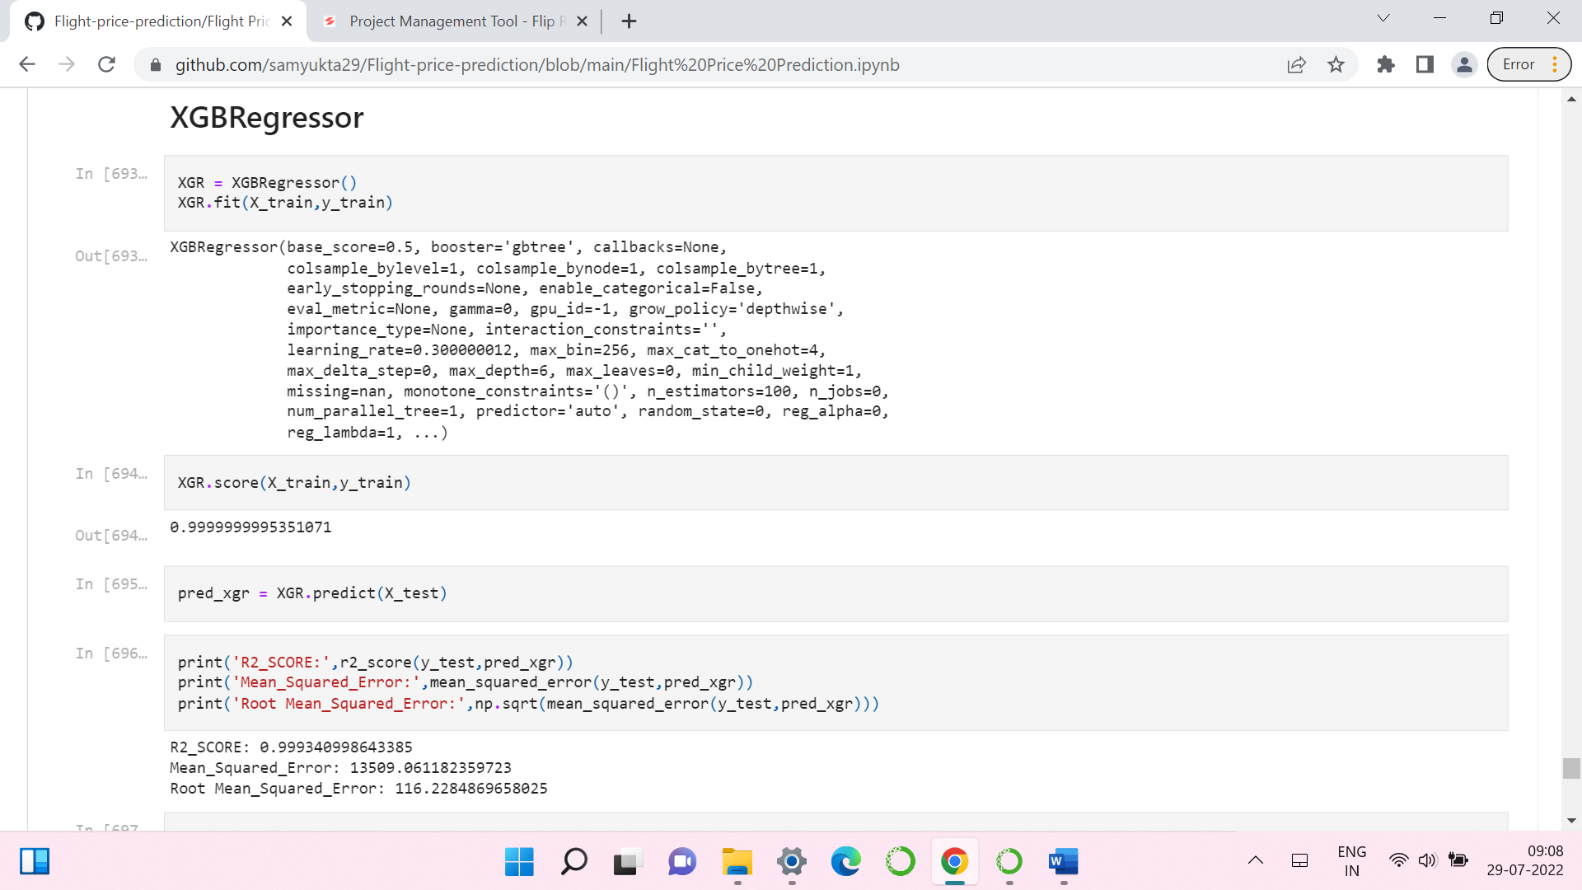 Flight-price-prediction/Flight Pric
Project Management Tool - Flip R
github.com/samyukta29/Flight-price-prediction/blob/main/Flight%20Price%20Prediction.ipynb
Error
XGBRegressor
In [693…
XGR = XGBRegressor()
XGR.fit(X_train,y_train)
Out[693…
XGBRegressor(base_score=0.5, booster='gbtree', callbacks=None,
colsample_bylevel=1, colsample_bynode=1, colsample_bytree=1,
early_stopping_rounds=None, enable_categorical=False,
eval_metric=None, gamma=0, gpu_id=-1, grow_policy='depthwise',
importance_type=None, interaction_constraints='',
learning_rate=0.300000012, max_bin=256, max_cat_to_onehot=4,
max_delta_step=0, max_depth=6, max_leaves=0, min_child_weight=1,
missing=nan, monotone_constraints='()', n_estimators=100, n_jobs=0,
num_parallel_tree=1, predictor='auto', random_state=0, reg_alpha=0,
reg_lambda=1, ...)
In [694…
XGR.score(X_train,y_train)
Out[694…
0.9999999995351071
In [695…
pred_xgr = XGR.predict(X_test)
In [696…
print('R2_SCORE:',r2_score(y_test,pred_xgr))
print('Mean_Squared_Error:',mean_squared_error(y_test,pred_xgr))
print('Root Mean_Squared_Error:',np.sqrt(mean_squared_error(y_test,pred_xgr)))
R2_SCORE: 0.999340998643385
Mean_Squared_Error: 13509.061182359723
Root Mean_Squared_Error: 116.2284869658025
In [697
W
ENG
IN
09:08
29-07-2022